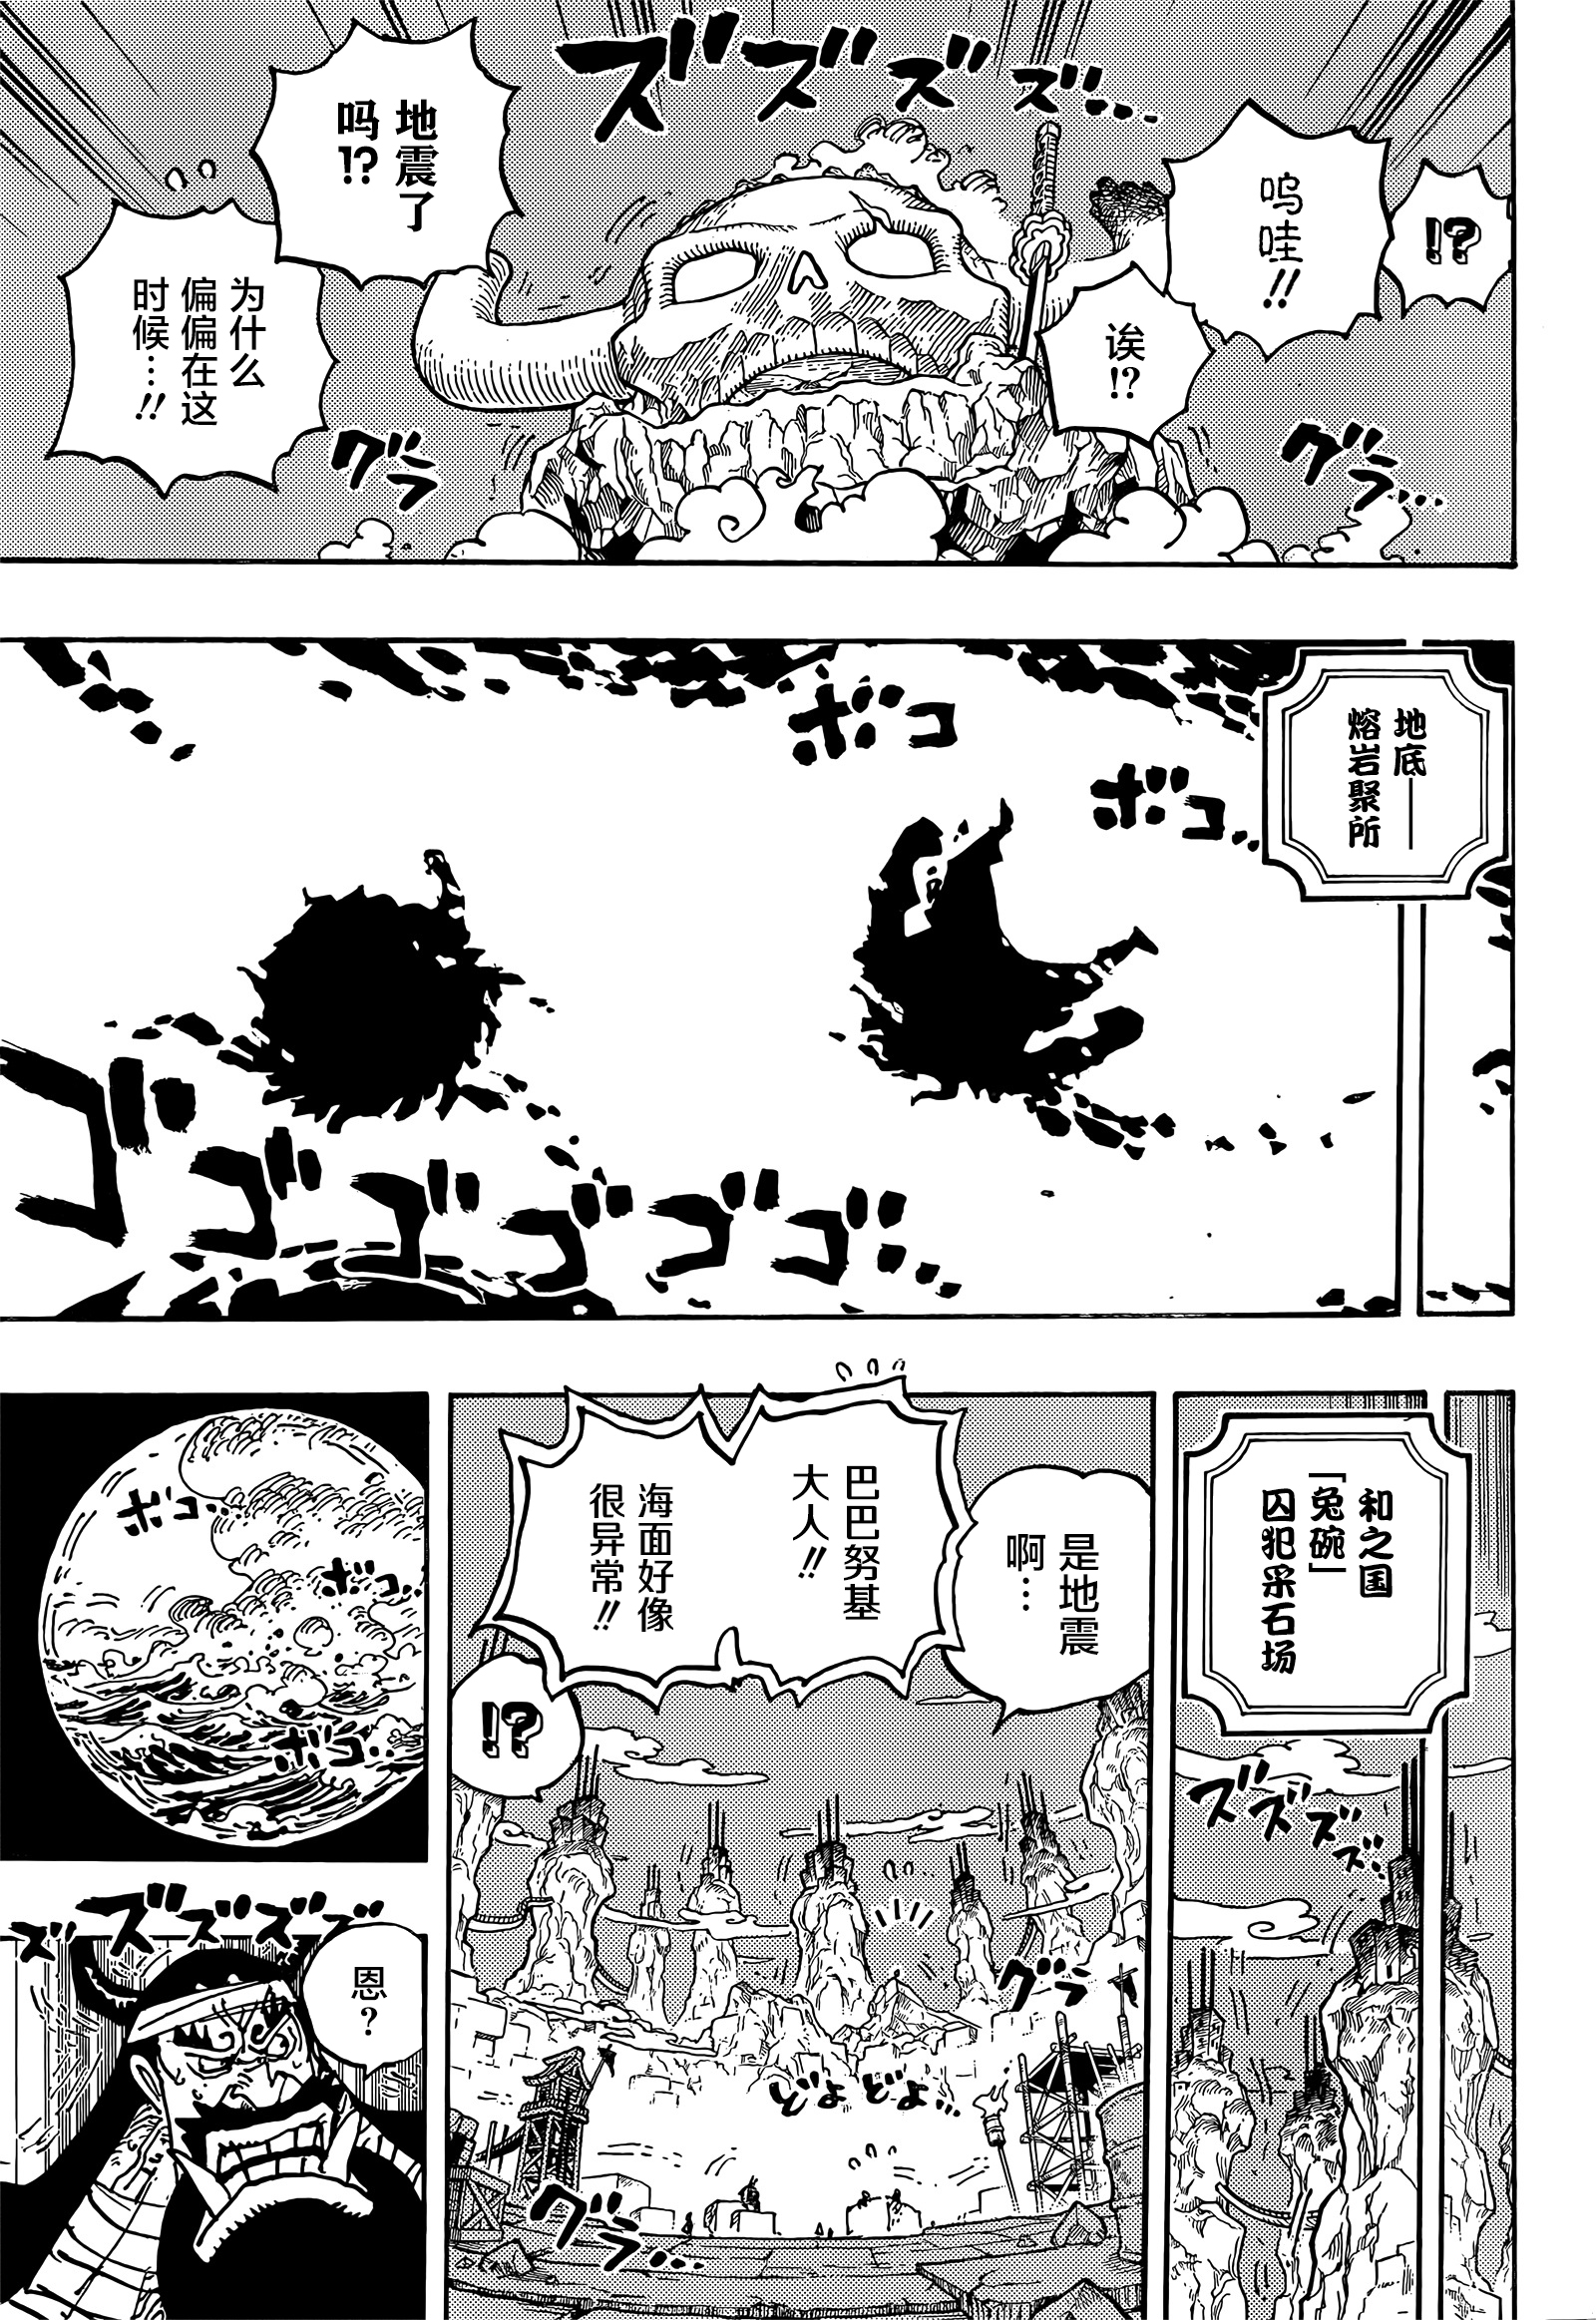 !?
呜
哇!!
诶
!?
ズズズズ…
地震了
吗!?
为什么
偏偏在这
时候…!!
グラ
グラ…
地底——
熔岩聚所
ボコ
ボコ…
ゴゴゴゴゴゴ…
和之国
「兔碗」
囚犯采石场
ズズズズ…
是地震
啊…
巴巴努基
大人!!
海面好像
很异常!!
!?
グラ
どよどよ…
グラ…
ボコ…
ボコ…
ボコ…
ズズズズズ
恩?